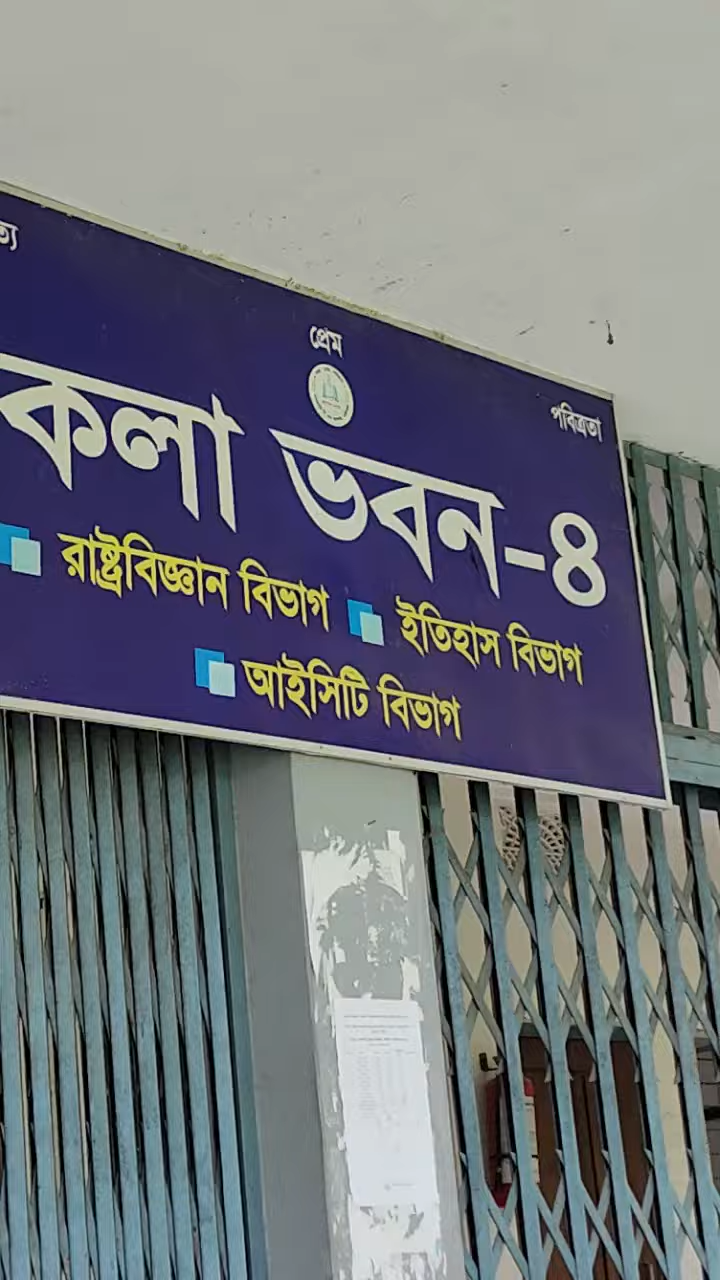 প্রেম
পবিত্রতা
কলা ভবন-৪
রাষ্ট্রবিজ্ঞান বিভাগ ইতিহাস বিভাগ
আইসিটি বিভাগ